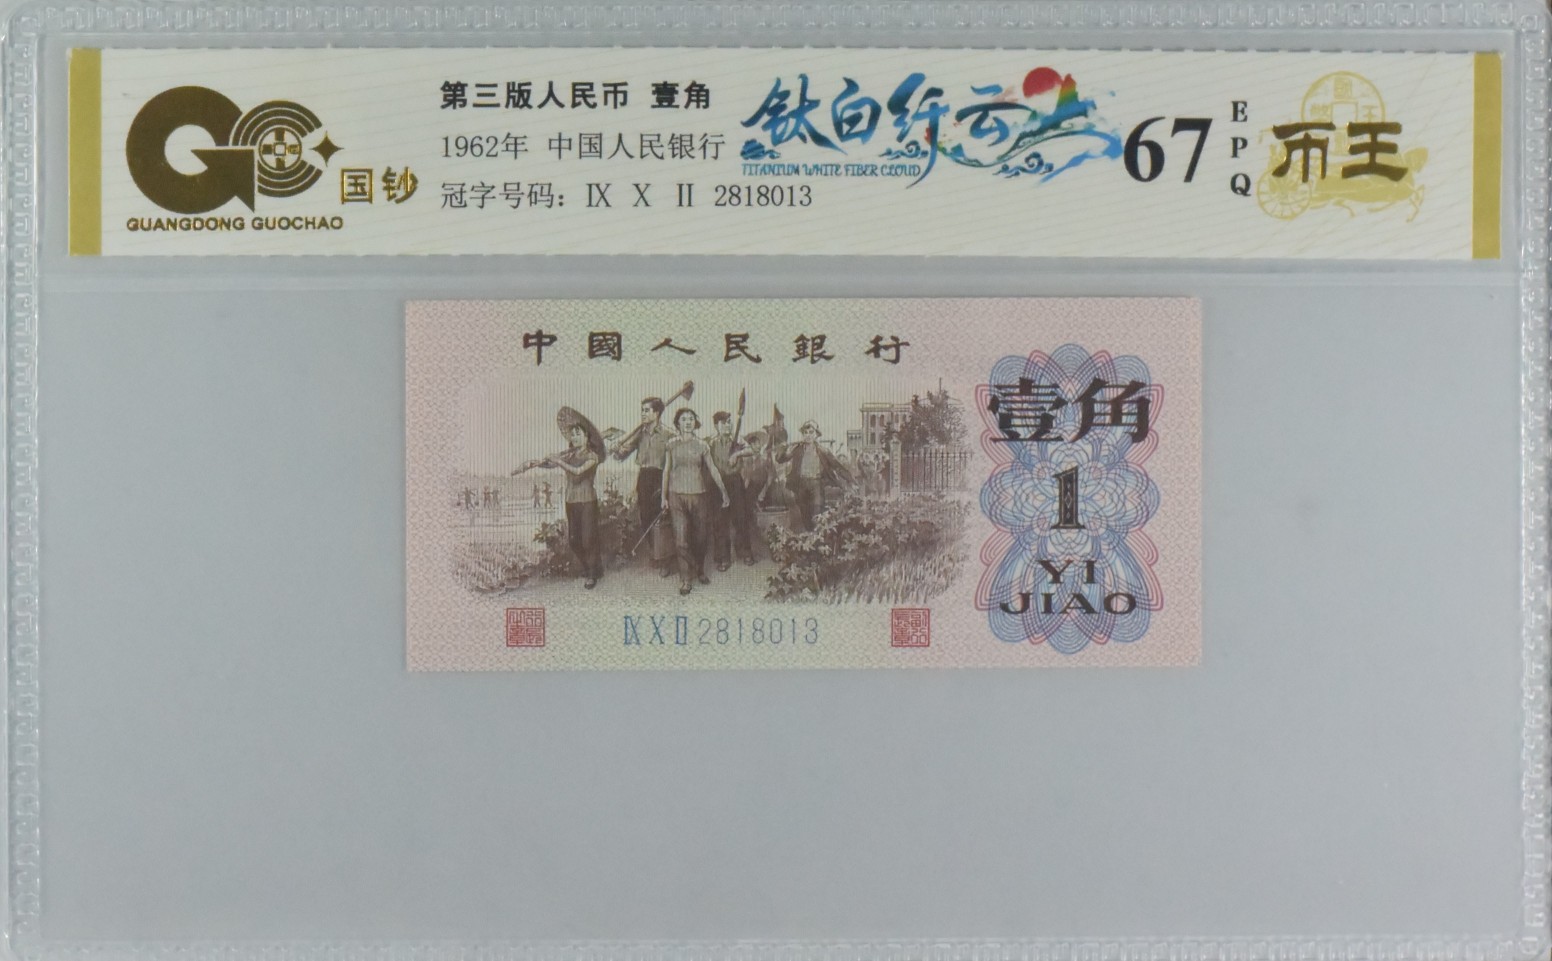 第三版人民币 壹角
1962年 中国人民银行
冠字号码：Ⅸ Ⅹ Ⅱ 2818013
国钞
QUANGDONG GUOCHAO
钛白纤云
TITANIUM WHITE FIBER CLOUD
67
EPQ
币王
中國人民銀行
壹角
1
YI
JIAO
ⅨⅩⅡ2818013